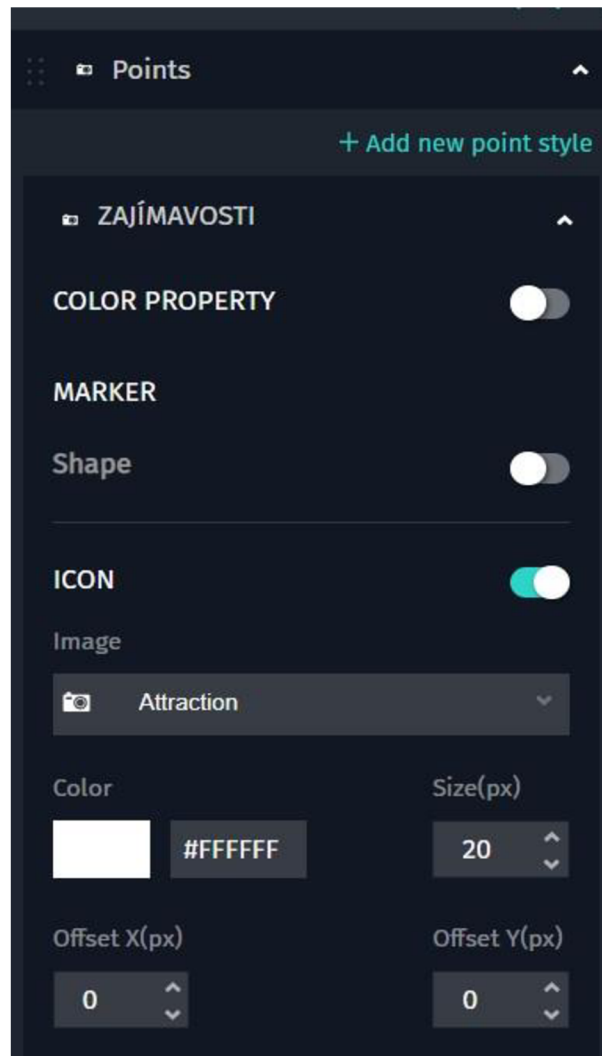 Points
+ Add new point style
ZAJÍMAVOSTI
COLOR PROPERTY
MARKER
Shape
ICON
Image
Attraction
Color Size(px)
#FFFFFF 20
Offset X(px) Offset Y(px)
0 0